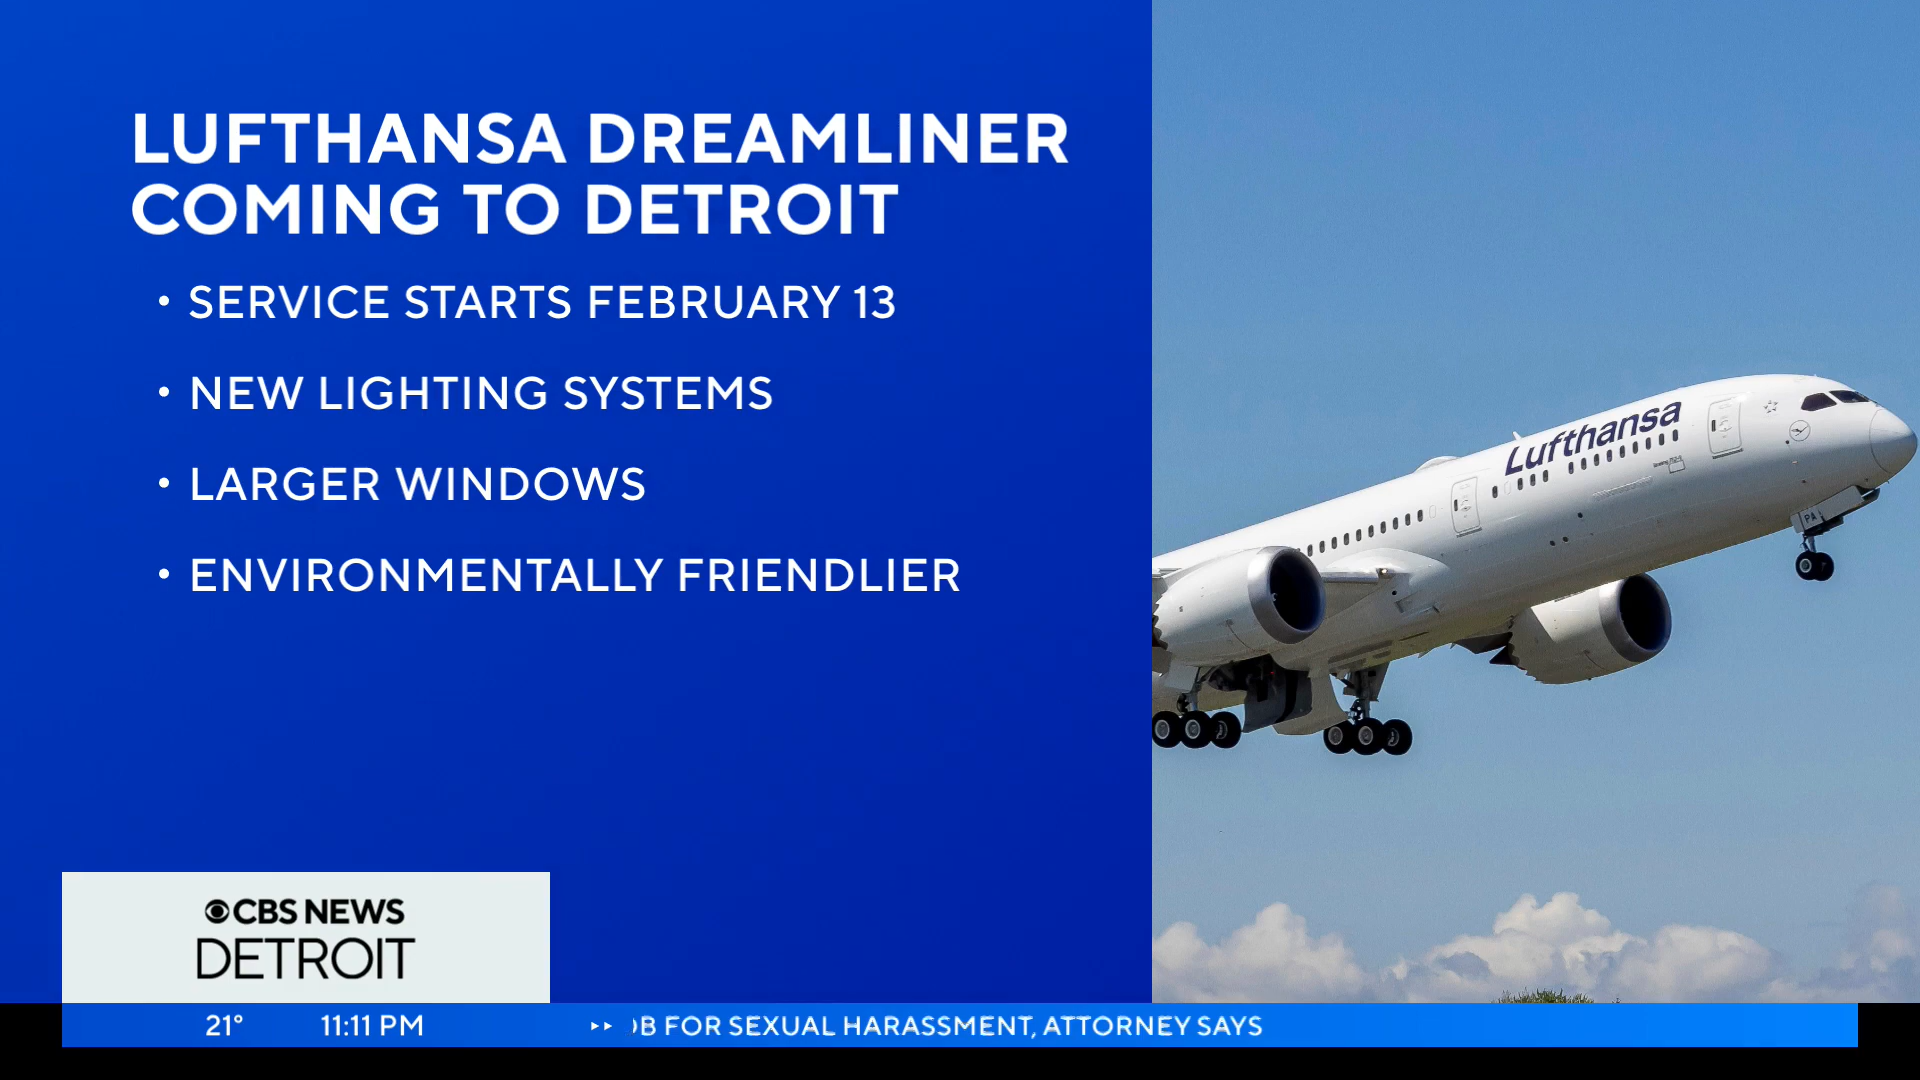 LUFTHANSA DREAMLINER
COMING TO DETROIT
• SERVICE STARTS FEBRUARY 13
• NEW LIGHTING SYSTEMS
• LARGER WINDOWS
• ENVIRONMENTALLY FRIENDLIER
Lufthansa
PA
CBS NEWS
DETROIT
21° 11:11 PM FOR SEXUAL HARASSMENT, ATTORNEY SAYS